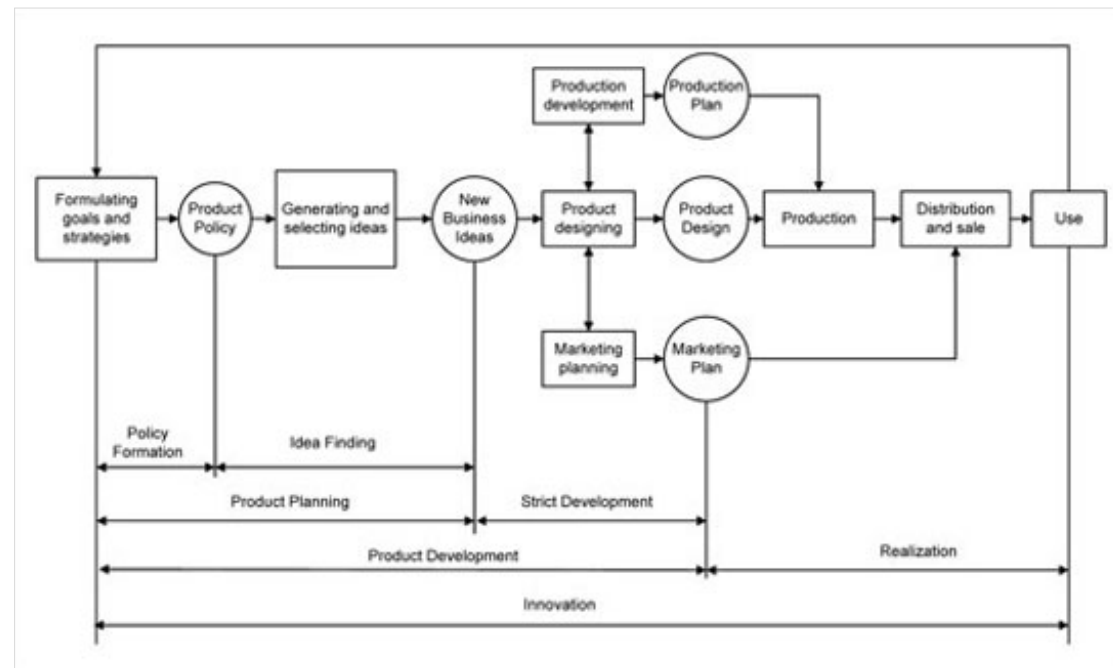 Production
development
Production
Plan
Formulating
goals and
strategies
Product
Policy
Generating and
selecting ideas
New
Business
Ideas
Product
designing
Product
Design
Production
Distribution
and sale
Use
Marketing
planning
Marketing
Plan
Policy
Formation
Idea Finding
Product Planning
Strict Development
Product Development
Realization
Innovation